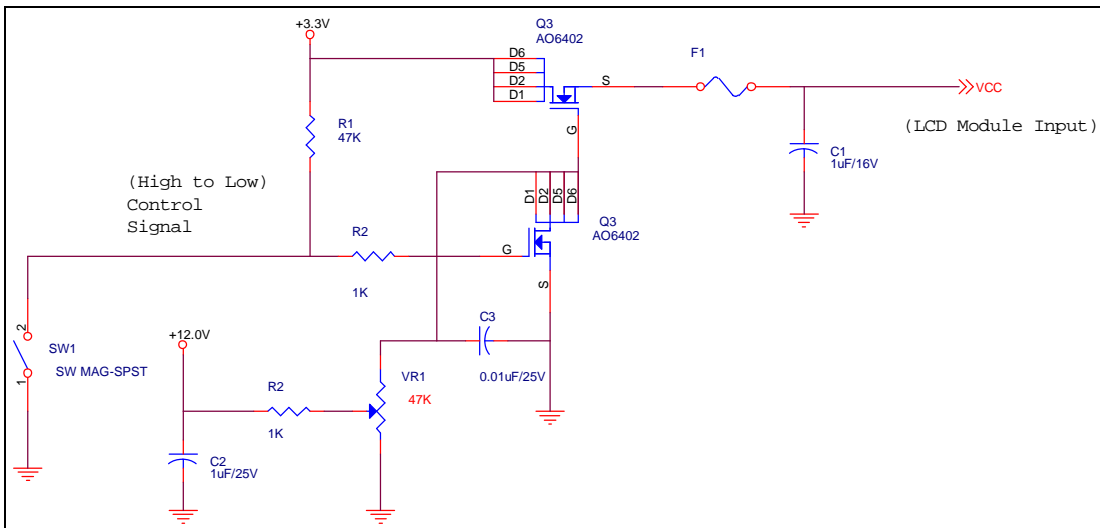 +3.3V
Q3
AO6402
D6
D5
D2
D1
S
G
F1
VCC
(LCD Module Input)
R1
47K
C1
1uF/16V
(High to Low)
Control
Signal
D1
D2
D5
D6
Q3
AO6402
G
S
R2
1K
2
1
SW1
SW MAG-SPST
+12.0V
C3
0.01uF/25V
R2
1K
VR1
47K
C2
1uF/25V